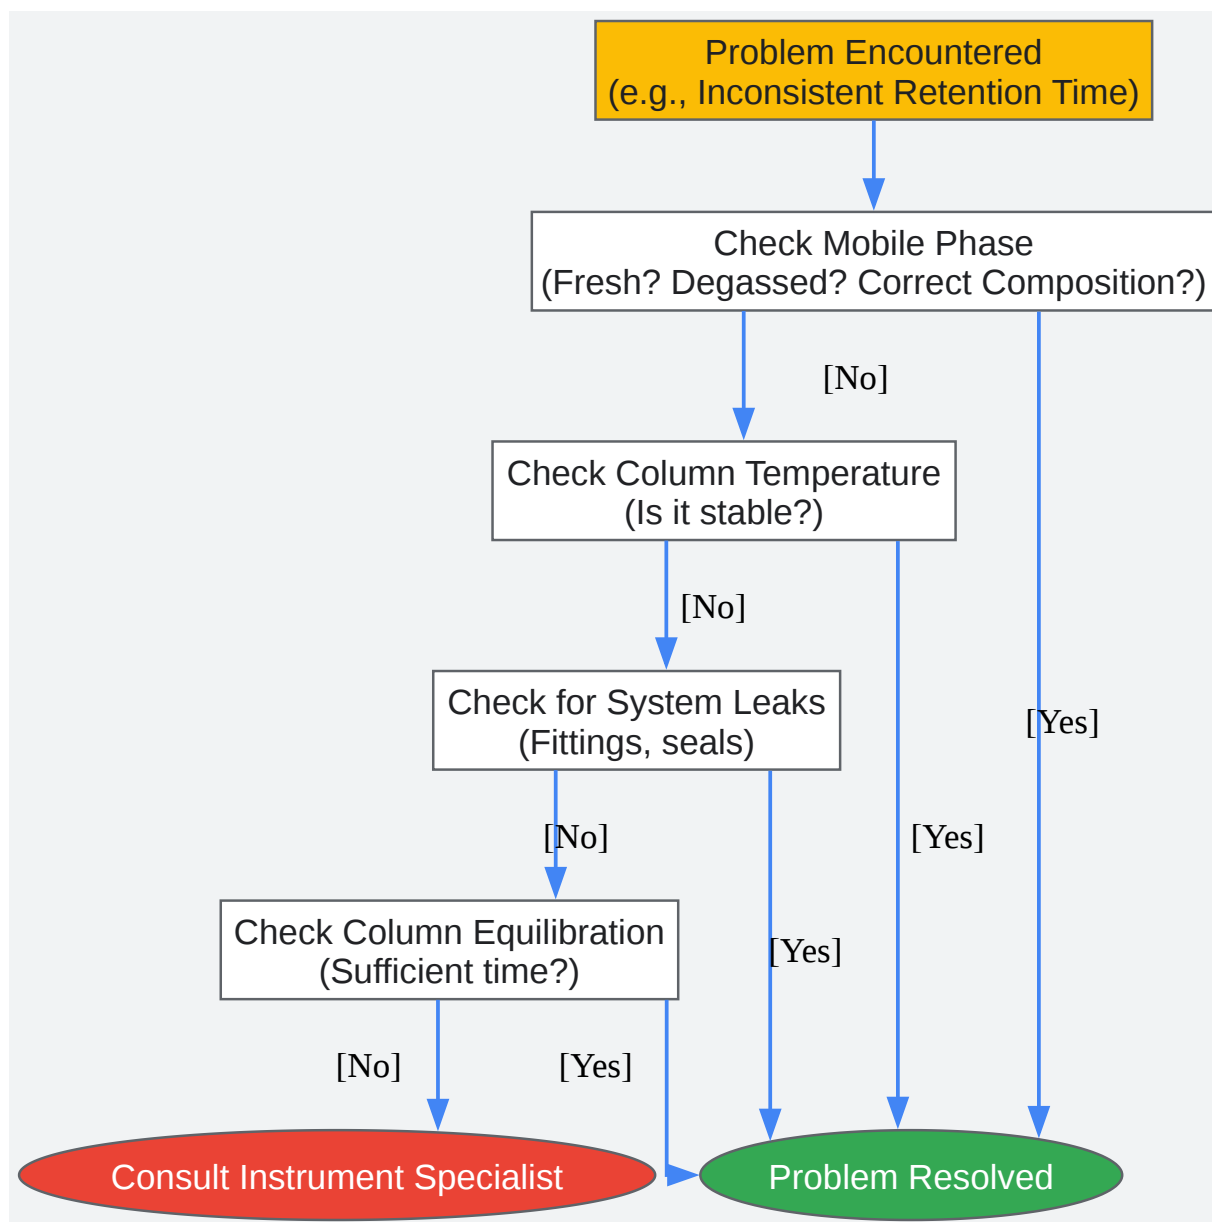 Problem Encountered
(e.g., Inconsistent Retention Time)
Check Mobile Phase
(Fresh? Degassed? Correct Composition?)
[No]
Check Column Temperature
(Is it stable?)
[No]
Check for System Leaks
(Fittings, seals)
[Yes]
[No]
[Yes]
Check Column Equilibration
(Sufficient time?)
[Yes]
[No]
[Yes]
Consult Instrument Specialist
Problem Resolved